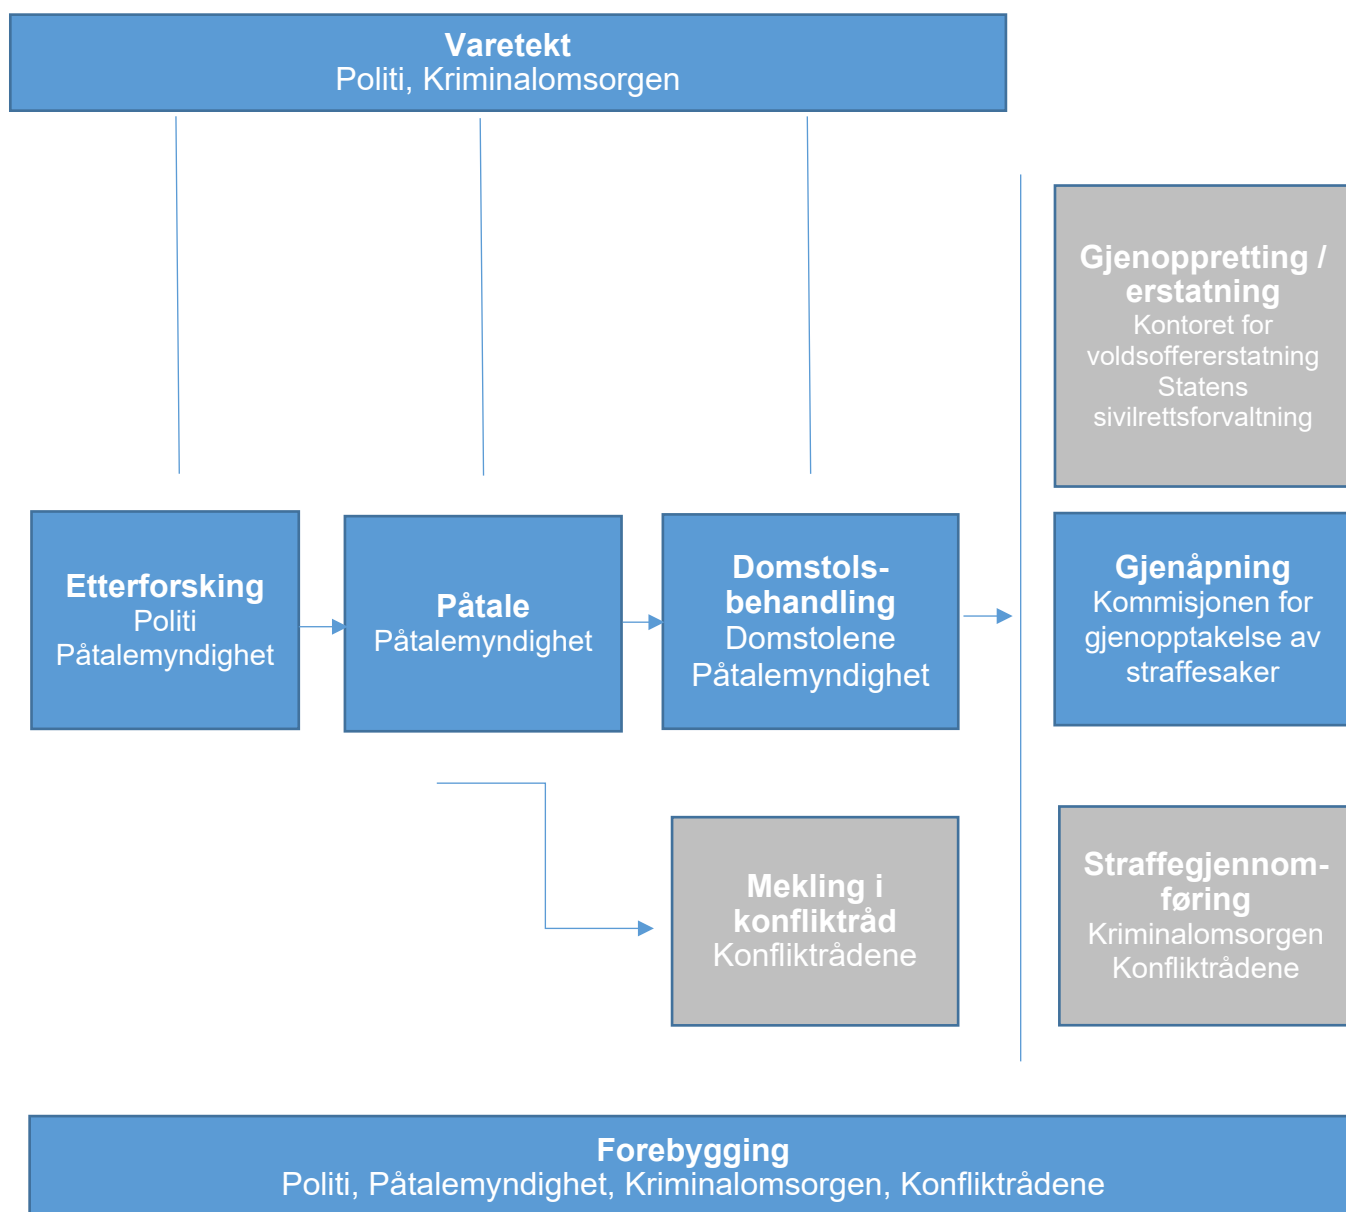 Varetekt
Politi, Kriminalomsorgen
Gjenoppretting /
erstatning
Kontoret for
voldsoffererstatning
Statens
sivilrettsforvaltning
Etterforsking
Politi
Påtalemyndighet
Påtale
Påtalemyndighet
Domstols-
behandling
Domstolene
Påtalemyndighet
Gjenåpning
Kommisjonen for
gjenopptakelse av
straffesaker
Mekling i
konfliktråd
Konfliktrådene
Straffegjennom-
føring
Kriminalomsorgen
Konfliktrådene
Forebygging
Politi, Påtalemyndighet, Kriminalomsorgen, Konfliktrådene